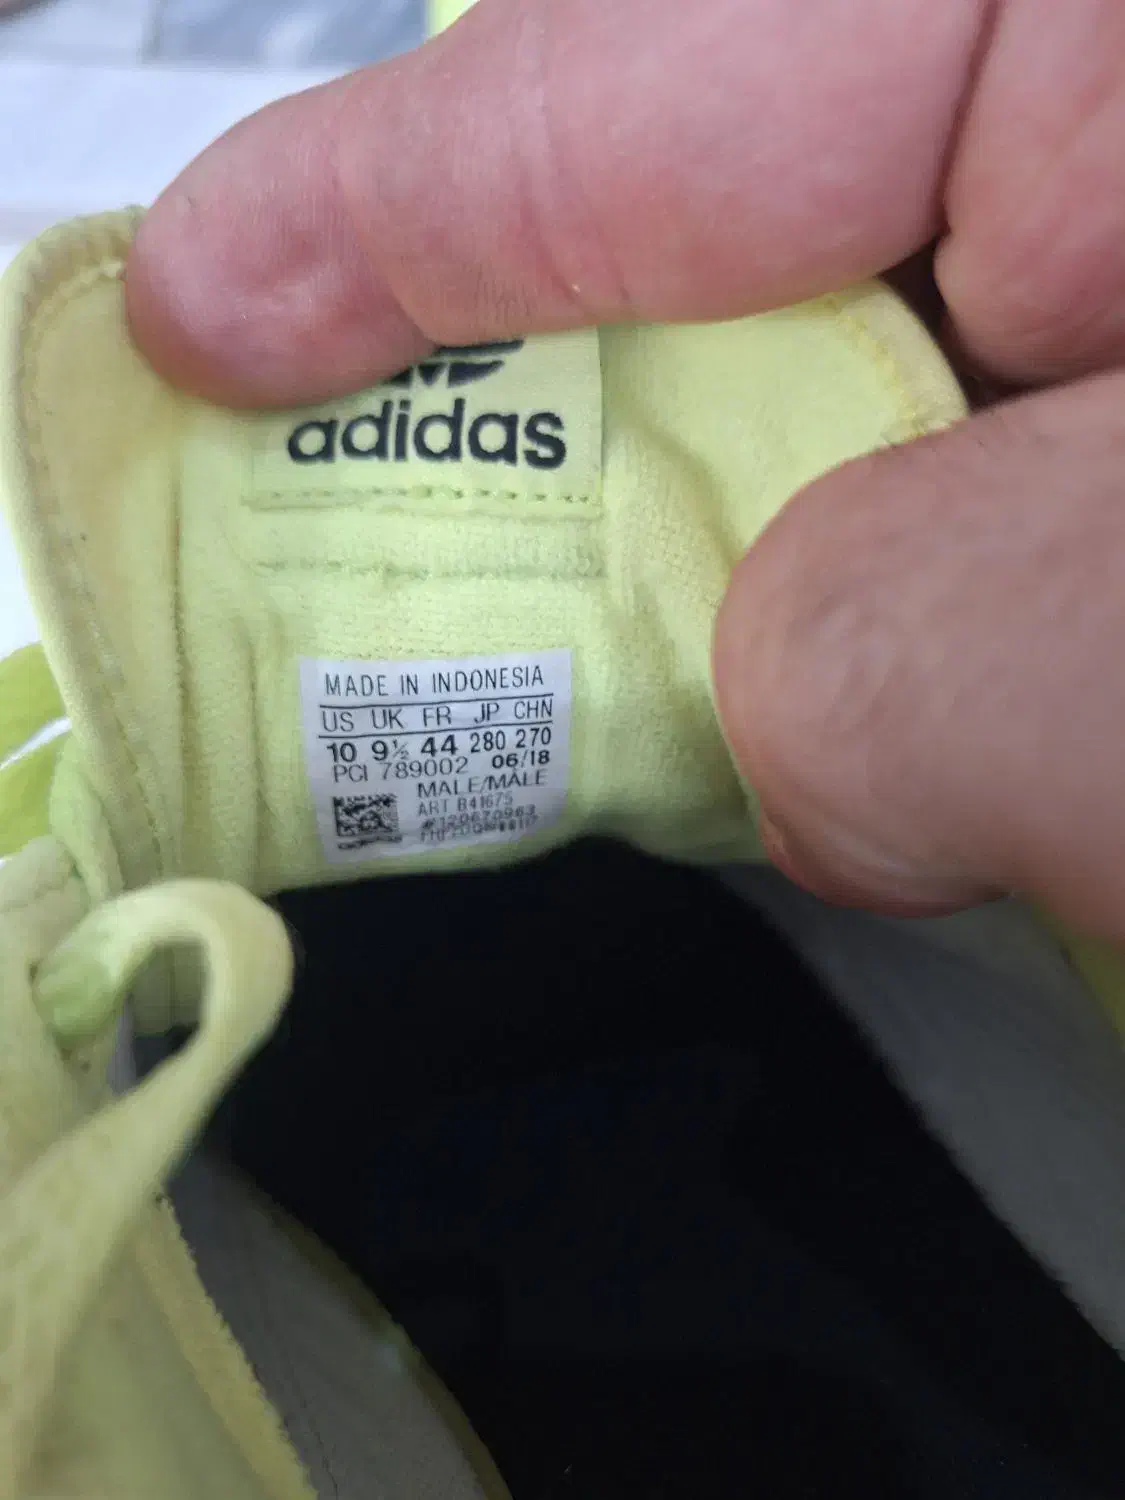 adidas
MADE IN INDONESIA
US UK FR JP CHN
10 9½ 44 280 270
PCI 789002 06/18
MALE/MALE
ART B41675
#120670963